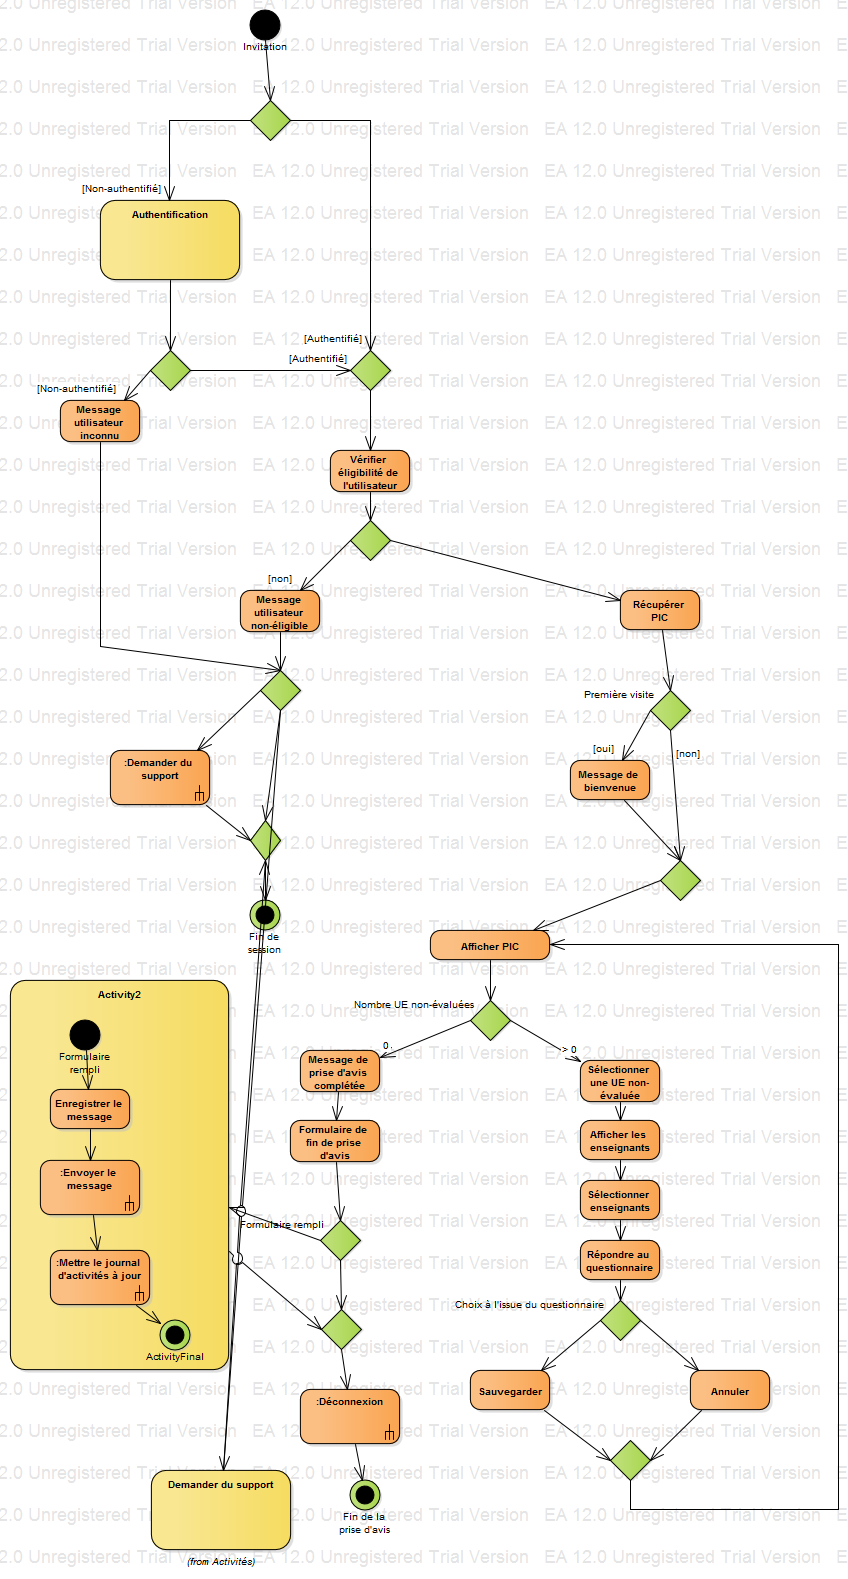 Invitation
[Non-authentifié]
Authentification
[Authentifié]
[Authentifié]
[Non-authentifié]
Message
utilisateur
inconnu
Vérifier
éligibilité de
l'utilisateur
[non]
Message
utilisateur
non-éligible
Récupérer
PIC
Première visite
[oui]
[non]
:Demander du
support
Message de
bienvenue
Fin de
session
Afficher PIC
Activity2
Nombre UE non-évaluées
0
> 0
Formulaire
rempli
Message de
prise d'avis
complétée
Sélectionner
une UE non-
évaluée
Enregistrer le
message
Formulaire de
fin de prise
d'avis
Afficher les
enseignants
:Envoyer le
message
Sélectionner
enseignants
Formulaire rempli
Répondre au
questionnaire
:Mettre le journal
d'activités à jour
Choix à l'issue du questionnaire
ActivityFinal
Sauvegarder
Annuler
:Déconnexion
Demander du support
Fin de la
prise d'avis
(from Activités)
EA 12.0 Unregistered Trial Version